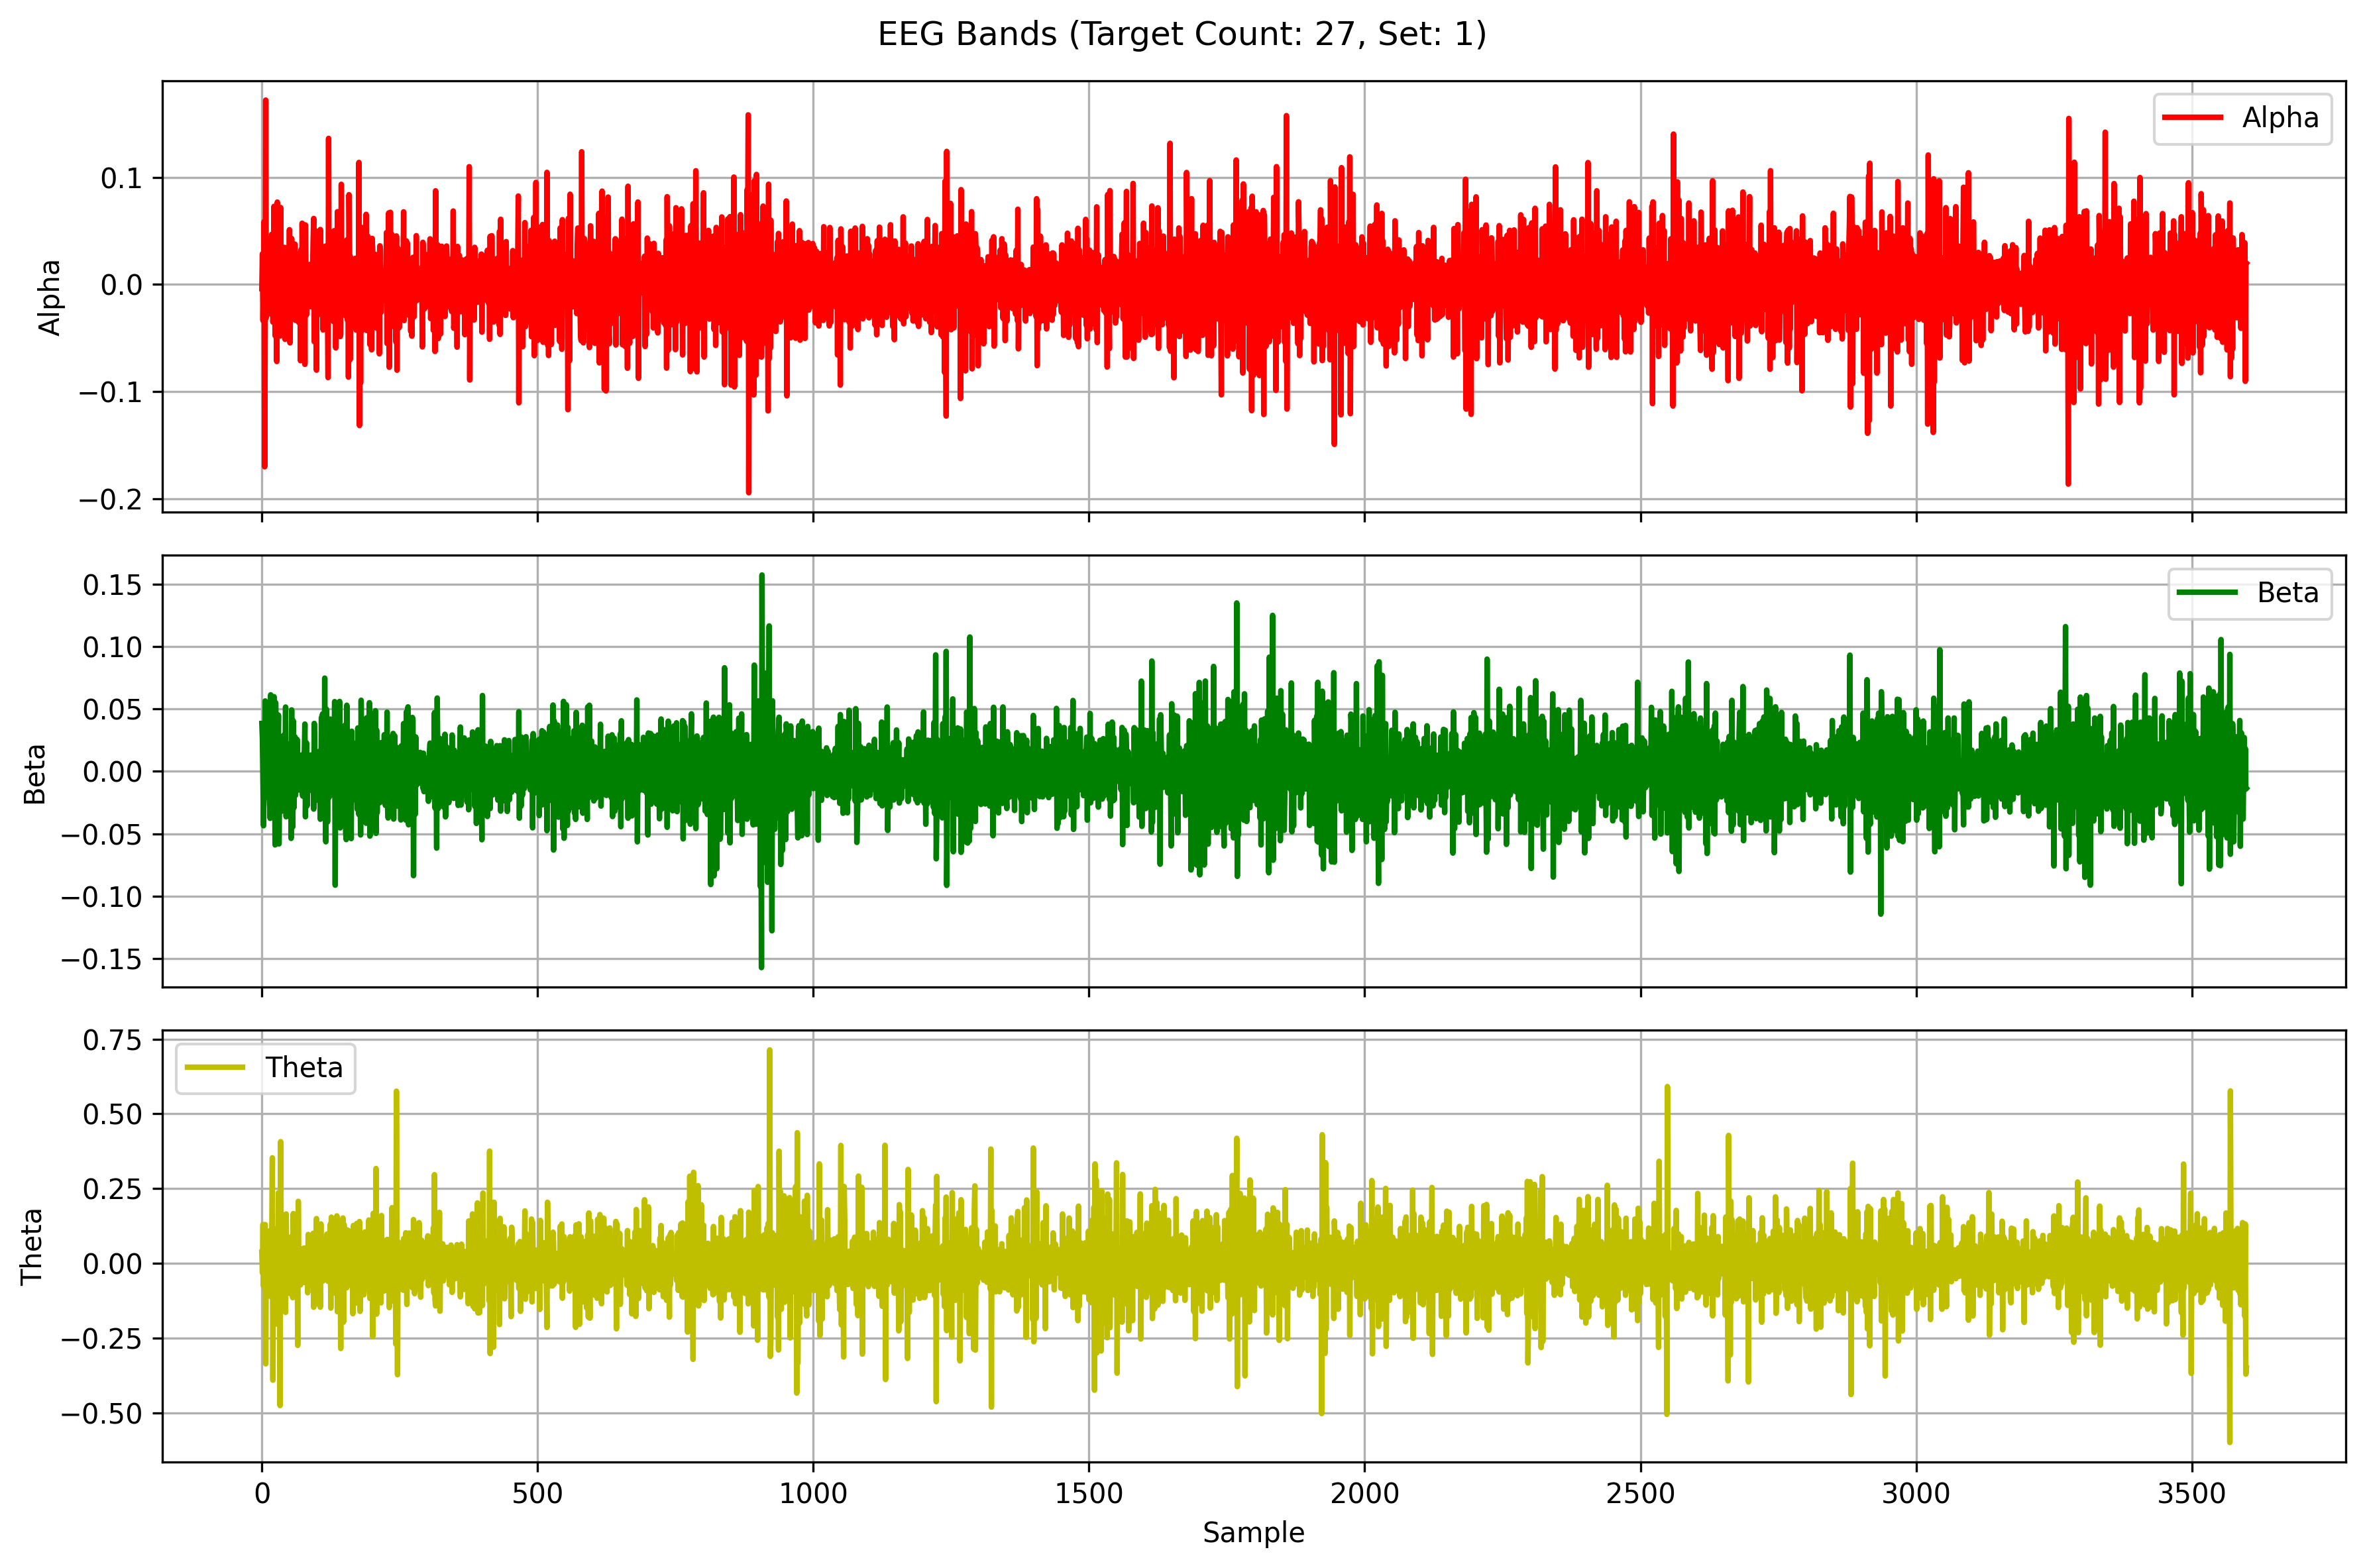 EEG Bands (Target Count: 27, Set: 1)
Alpha
0.1
0.0
−0.1
−0.2
Alpha
Beta
0.15
0.10
0.05
0.00
−0.05
−0.10
−0.15
Beta
Theta
0.75
0.50
0.25
0.00
−0.25
−0.50
Theta
0 500 1000 1500 2000 2500 3000 3500
Sample